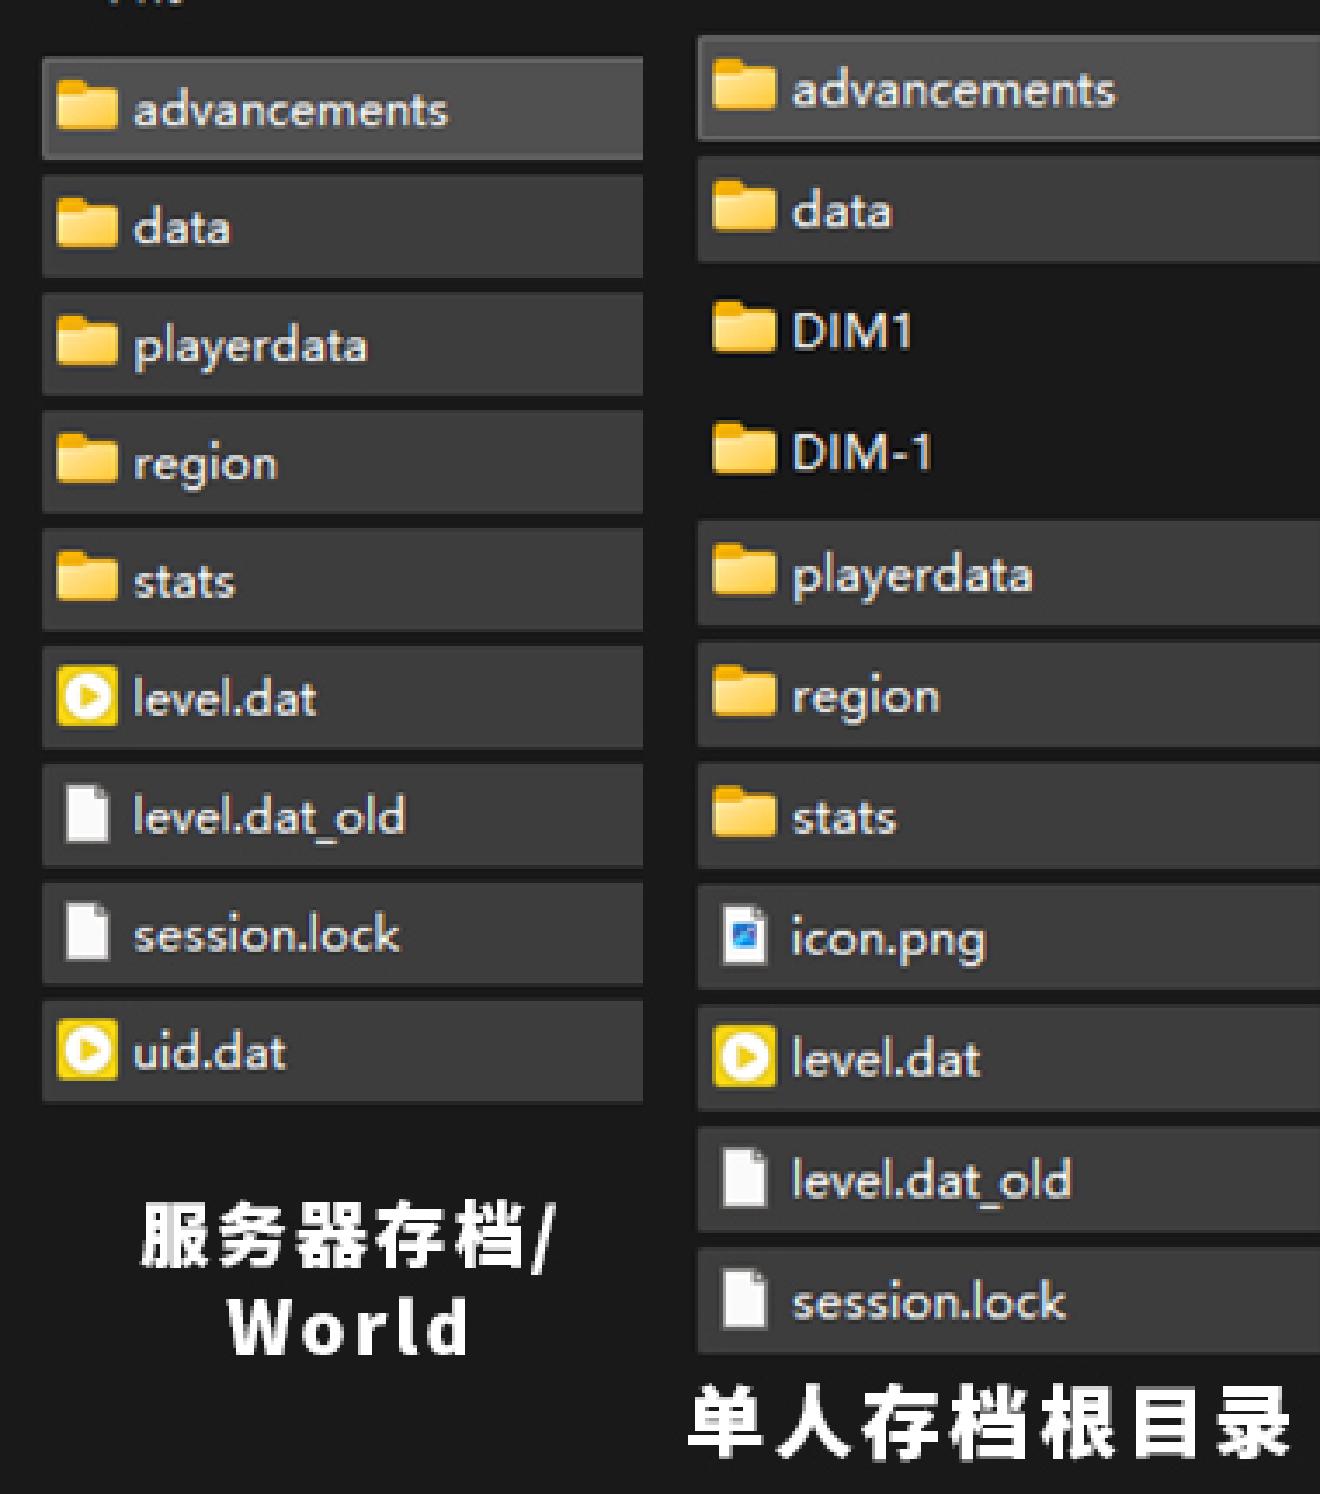 advancements
data
playerdata
region
stats
level.dat
level.dat_old
session.lock
uid.dat
服务器存档/
World
advancements
data
DIM1
DIM-1
playerdata
region
stats
icon.png
level.dat
level.dat_old
session.lock
单人存档根目录